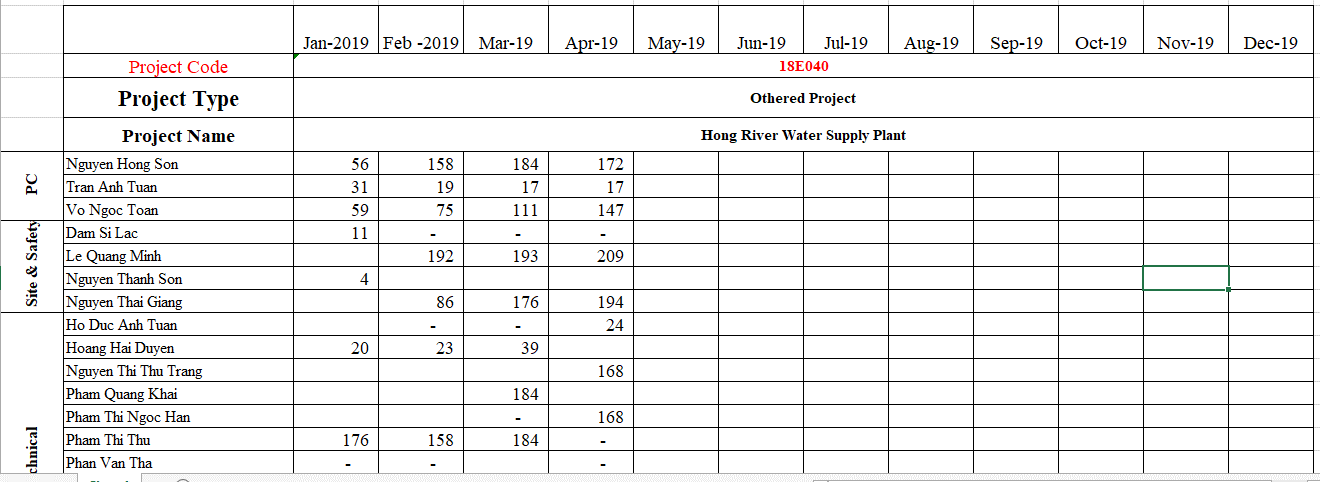 Jan-2019 Feb -2019 Mar-19 Apr-19 May-19 Jun-19 Jul-19 Aug-19 Sep-19 Oct-19 Nov-19 Dec-19
Project Code 18E040
Project Type Othered Project
Project Name Hong River Water Supply Plant
PC
Nguyen Hong Son 56 158 184 172
Tran Anh Tuan 31 19 17 17
Vo Ngoc Toan 59 75 111 147
Site & Safety
Dam Si Lac 11 - - -
Le Quang Minh 192 193 209
Nguyen Thanh Son 4
Nguyen Thai Giang 86 176 194
chnical
Ho Duc Anh Tuan - - 24
Hoang Hai Duyen 20 23 39
Nguyen Thi Thu Trang 168
Pham Quang Khai 184
Pham Thi Ngoc Han - 168
Pham Thi Thu 176 158 184 -
Phan Van Tha - - -